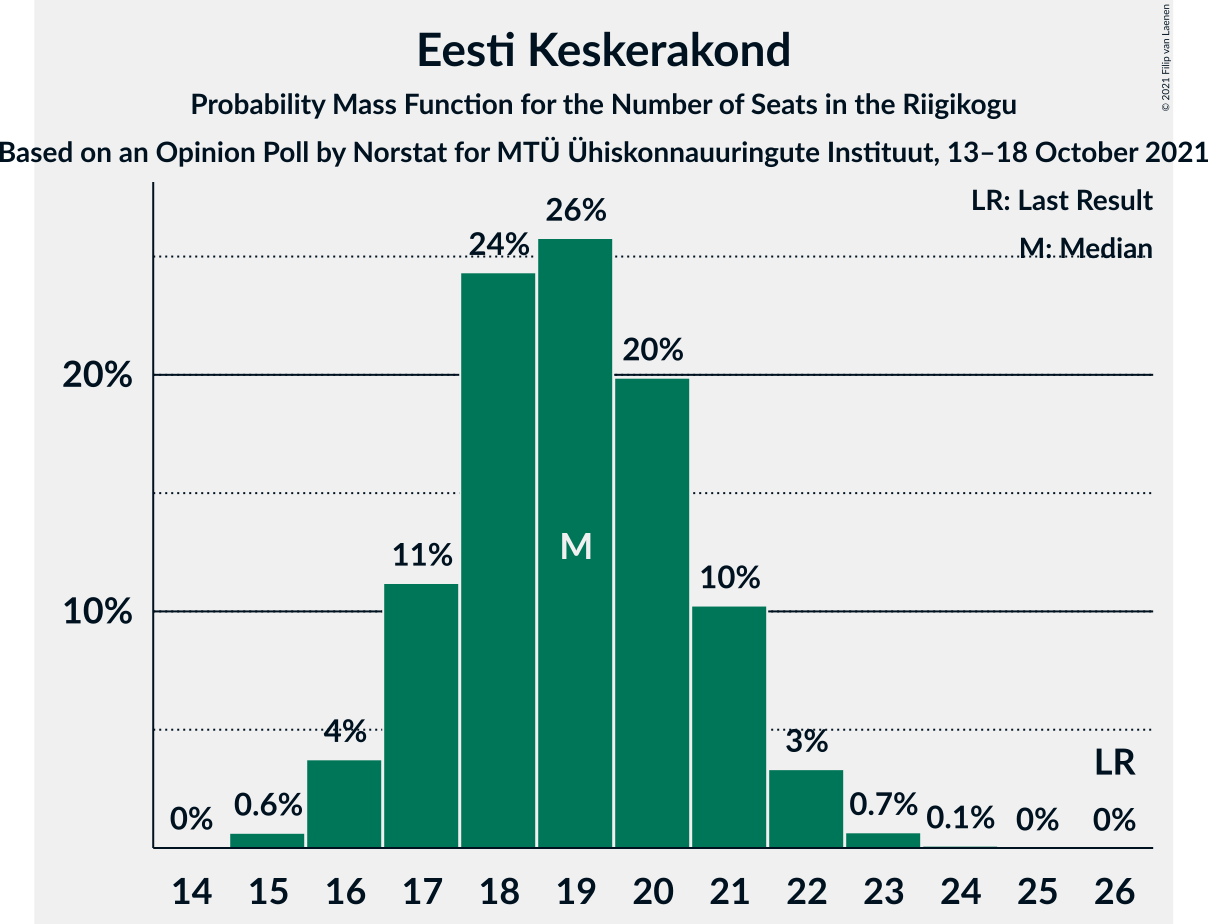 Eesti Keskerakond
Probability Mass Function for the Number of Seats in the Riigikogu
Based on an Opinion Poll by Norstat for MTÜ Ühiskonnauuringute Instituut, 13–18 October 2021
© 2021 Filip van Laenen
LR: Last Result
M: Median
20%
10%
0%
0.6%
4%
11%
24%
26%
20%
10%
3%
0.7%
0.1%
0%
0%
LR
M
14 15 16 17 18 19 20 21 22 23 24 25 26